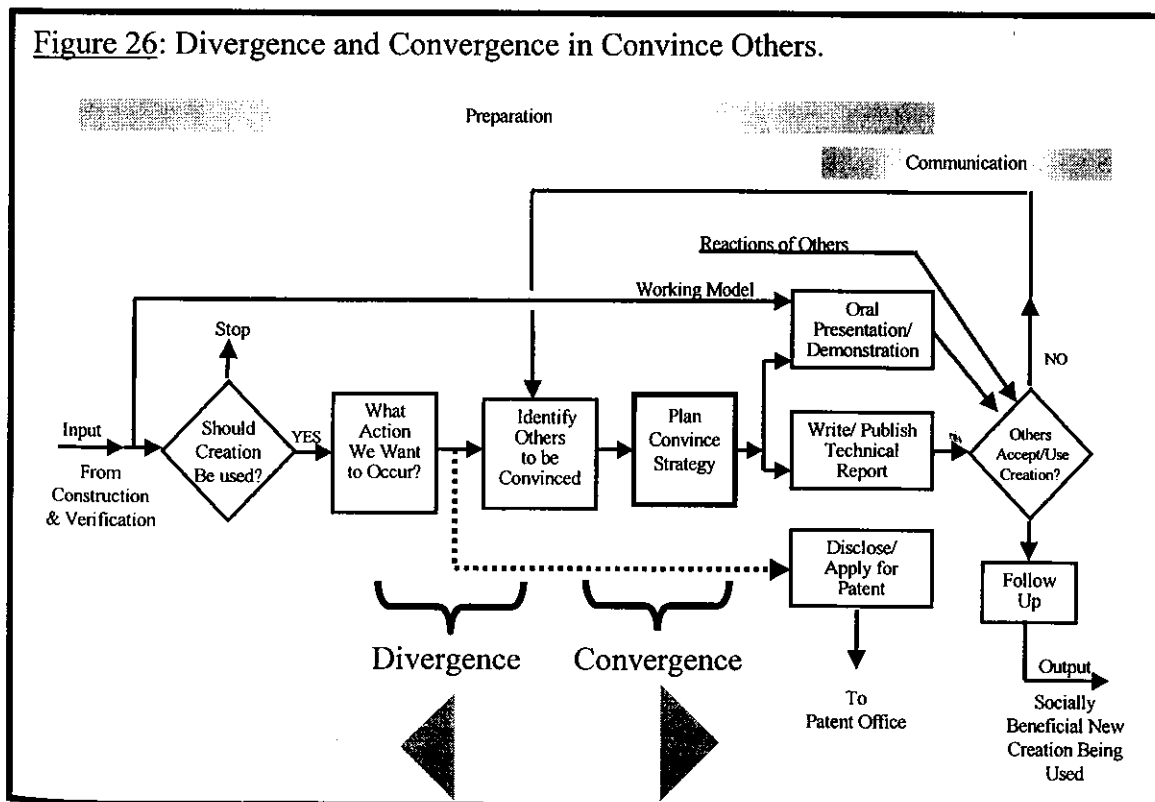 Figure 26: Divergence and Convergence in Convince Others.
Preparation
Communication
Reactions of Others
Working Model
Stop
Oral
Presentation/
Demonstration
NO
Input
From
Construction
& Verification
Should
Creation
Be used?
YES
What
Action
We Want
to Occur?
Identify
Others
to be
Convinced
Plan
Convince
Strategy
Write/ Publish
Technical
Report
Others
Accept/Use
Creation?
Disclose/
Apply for
Patent
Follow
Up
Divergence
Convergence
To
Patent Office
Output
Socially
Beneficial New
Creation Being
Used